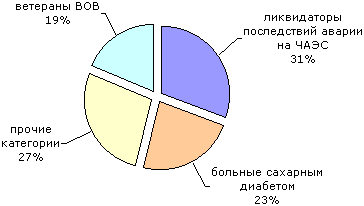 ветераны ВОВ
19%
ликвидаторы
последствий аварии
на ЧАЭС
31%
прочие
категории
27%
больные сахарным
диабетом
23%